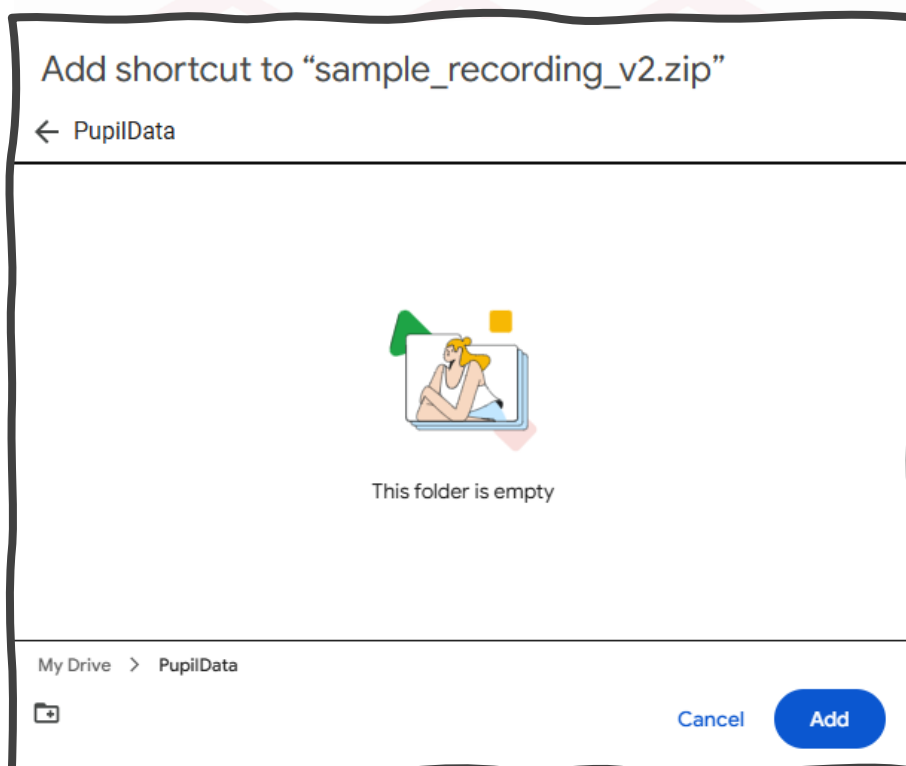 Add shortcut to “sample_recording_v2.zip”
PupilData
This folder is empty
My Drive > PupilData
Cancel Add